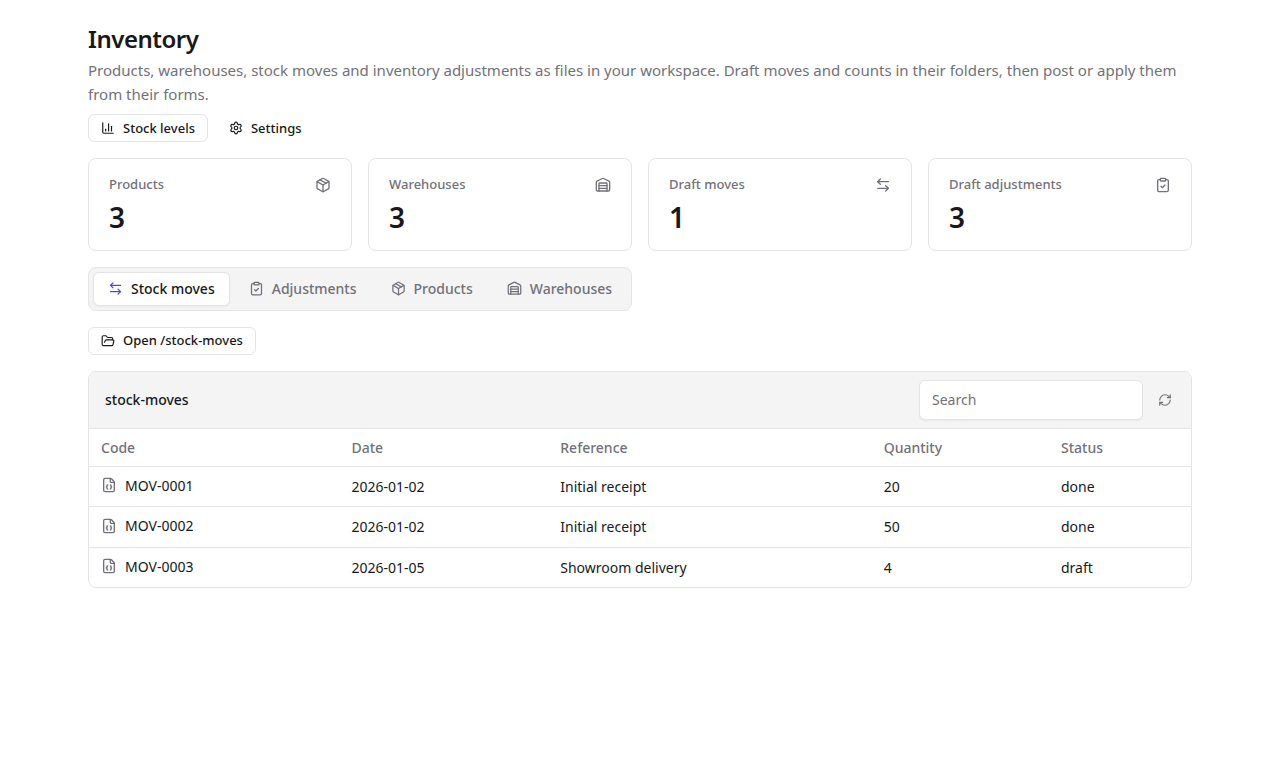 Inventory
Products, warehouses, stock moves and inventory adjustments as files in your workspace. Draft moves and counts in their folders, then post or apply them
from their forms.
Stock levels Settings
Products Warehouses Draft moves Draft adjustments
3 3 1 3
Stock moves Adjustments Products Warehouses
Open /stock-moves
stock-moves Search
Code Date Reference Quantity Status
MOV-0001 2026-01-02 Initial receipt 20 done
MOV-0002 2026-01-02 Initial receipt 50 done
MOV-0003 2026-01-05 Showroom delivery 4 draft